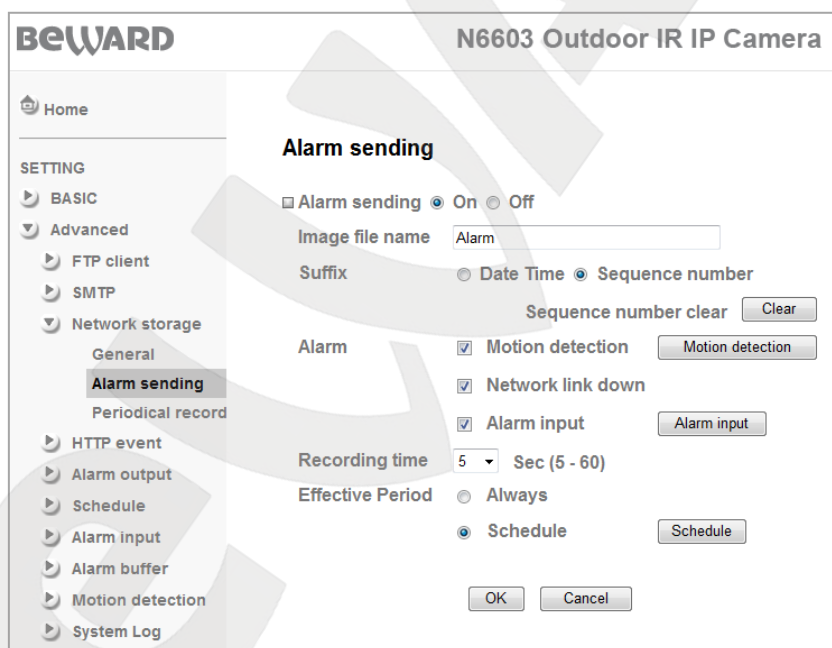 BEWARD
N6603 Outdoor IR IP Camera
Home
SETTING
BASIC
Advanced
FTP client
SMTP
Network storage
General
Alarm sending
Periodical record
HTTP event
Alarm output
Schedule
Alarm input
Alarm buffer
Motion detection
System Log
Alarm sending
Alarm sending On Off
Image file name Alarm
Suffix Date Time Sequence number
Sequence number clear Clear
Alarm Motion detection Motion detection
Network link down
Alarm input Alarm input
Recording time 5 Sec (5 - 60)
Effective Period Always
Schedule Schedule
OK Cancel